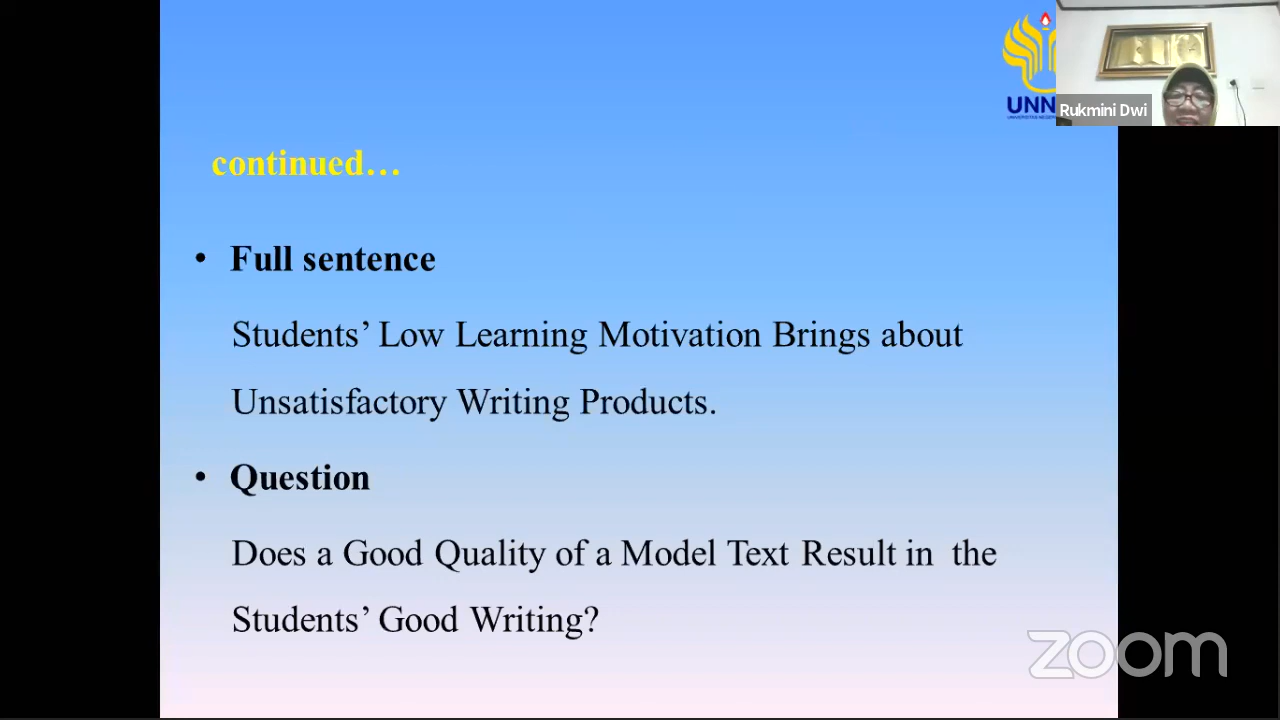 UNN
Rukmini Dwi
continued…
• Full sentence
Students’ Low Learning Motivation Brings about
Unsatisfactory Writing Products.
• Question
Does a Good Quality of a Model Text Result in the
Students’ Good Writing?
zoom